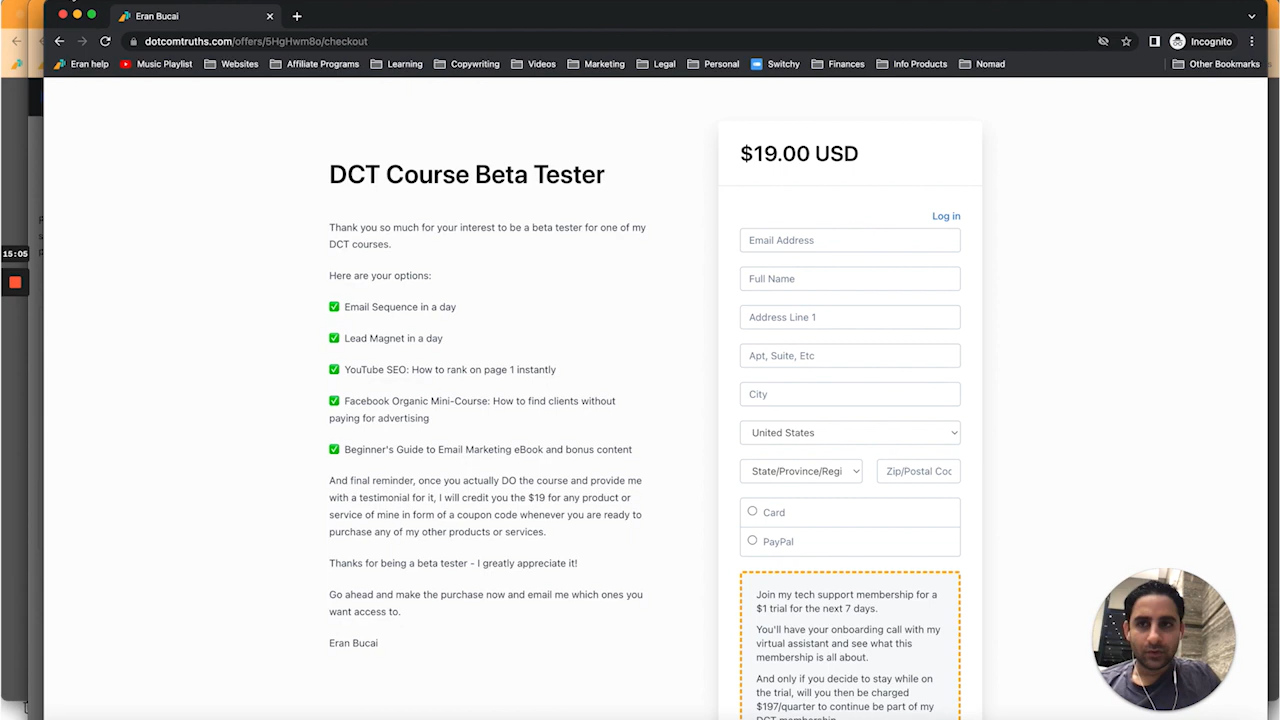 Eran Bucai
dotcomtruths.com/offers/5HgHwm8o/checkout
Incognito
Eran help
Music Playlist
Websites
Affiliate Programs
Learning
Copywriting
Videos
Marketing
Legal
Personal
Switchy
Finances
Info Products
Nomad
Other Bookmarks
15:05
DCT Course Beta Tester
Thank you so much for your interest to be a beta tester for one of my
DCT courses.
Here are your options:
✅ Email Sequence in a day
✅ Lead Magnet in a day
✅ YouTube SEO: How to rank on page 1 instantly
✅ Facebook Organic Mini-Course: How to find clients without
paying for advertising
✅ Beginner's Guide to Email Marketing eBook and bonus content
And final reminder, once you actually DO the course and provide me
with a testimonial for it, I will credit you the $19 for any product or
service of mine in form of a coupon code whenever you are ready to
purchase any of my other products or services.
Thanks for being a beta tester - I greatly appreciate it!
Go ahead and make the purchase now and email me which ones you
want access to.
Eran Bucai
$19.00 USD
Log in
Email Address
Full Name
Address Line 1
Apt, Suite, Etc
City
United States
State/Province/Regi
Zip/Postal Coc
Card
PayPal
Join my tech support membership for a
$1 trial for the next 7 days.
You'll have your onboarding call with my
virtual assistant and see what this
membership is all about.
And only if you decide to stay while on
the trial, will you then be charged
$197/quarter to continue be part of my
DCT membership